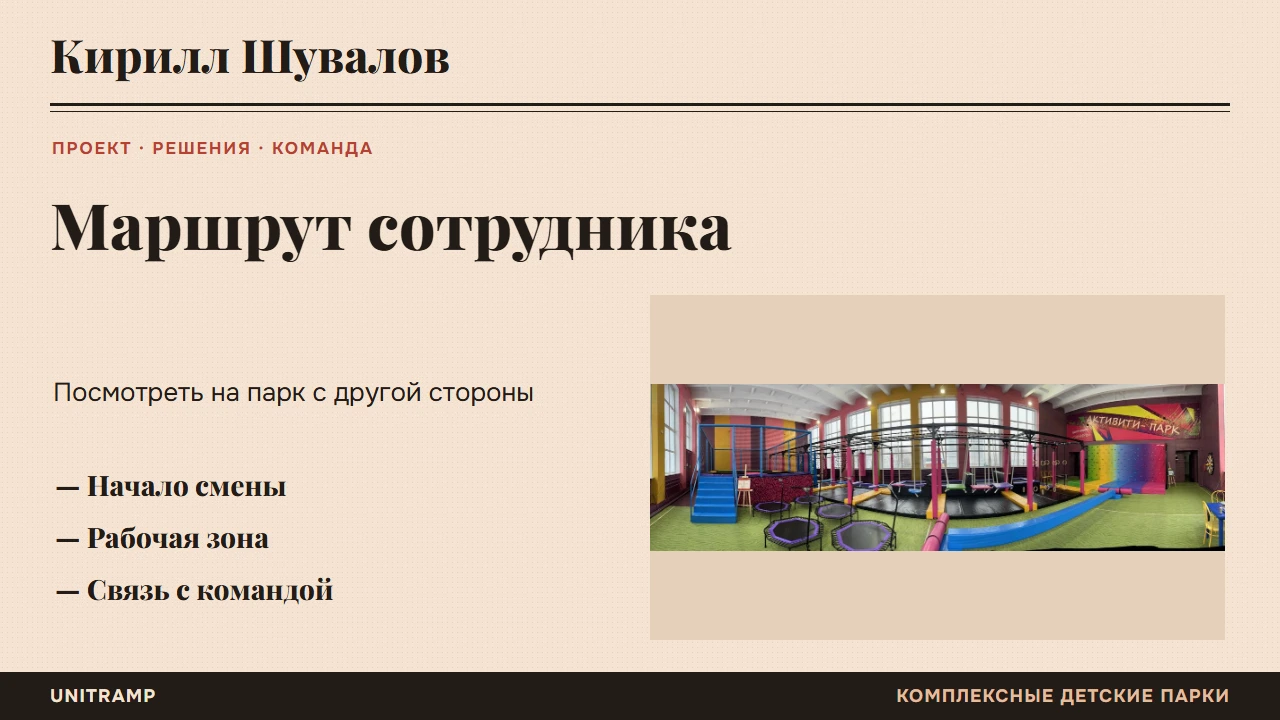 Кирилл Шувалов
ПРОЕКТ · РЕШЕНИЯ · КОМАНДА
Маршрут сотрудника
Посмотреть на парк с другой стороны
— Начало смены
— Рабочая зона
— Связь с командой
АКТИВИТИ- ПАРК
UNITRAMP
КОМПЛЕКСНЫЕ ДЕТСКИЕ ПАРКИ